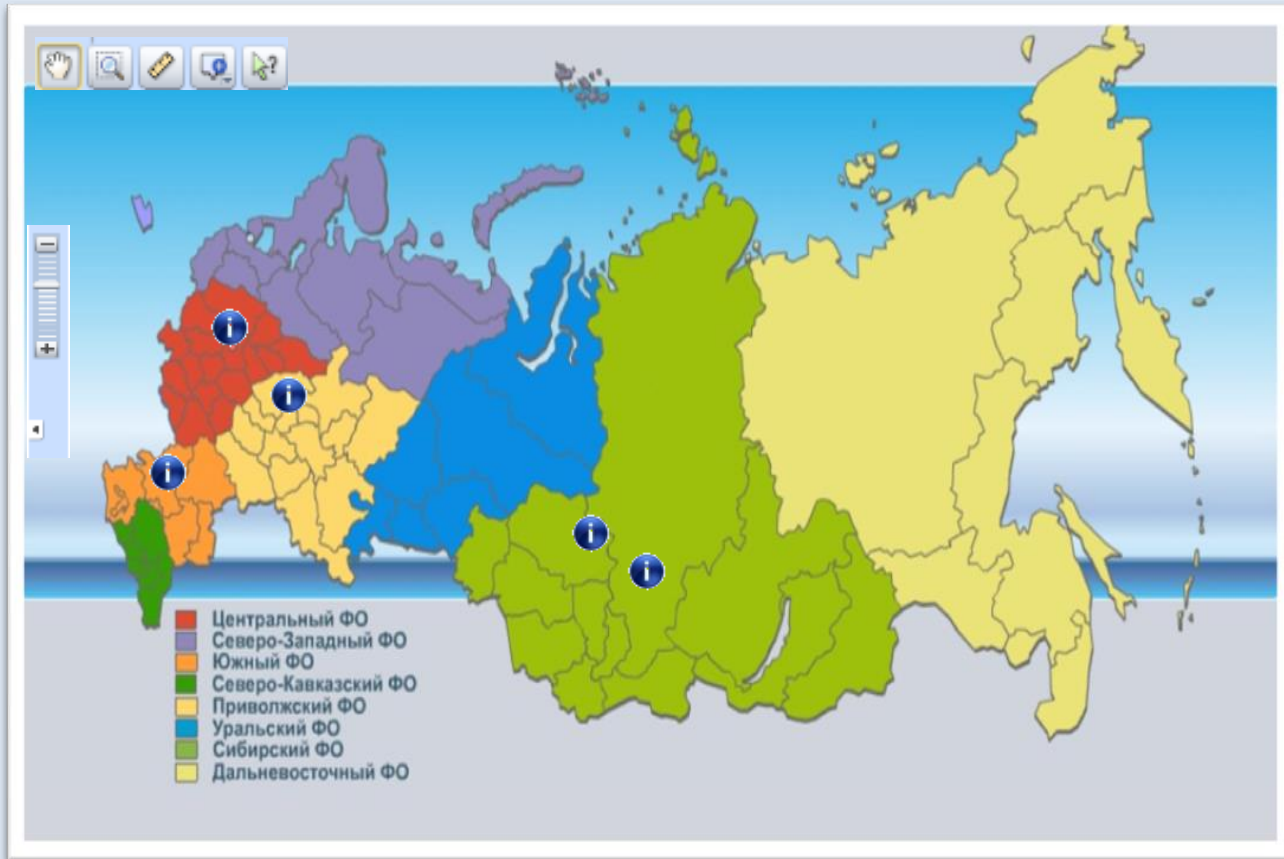 i
i
i
i
i
Центральный ФО
Северо-Западный ФО
Южный ФО
Северо-Кавказский ФО
Приволжский ФО
Уральский ФО
Сибирский ФО
Дальневосточный ФО